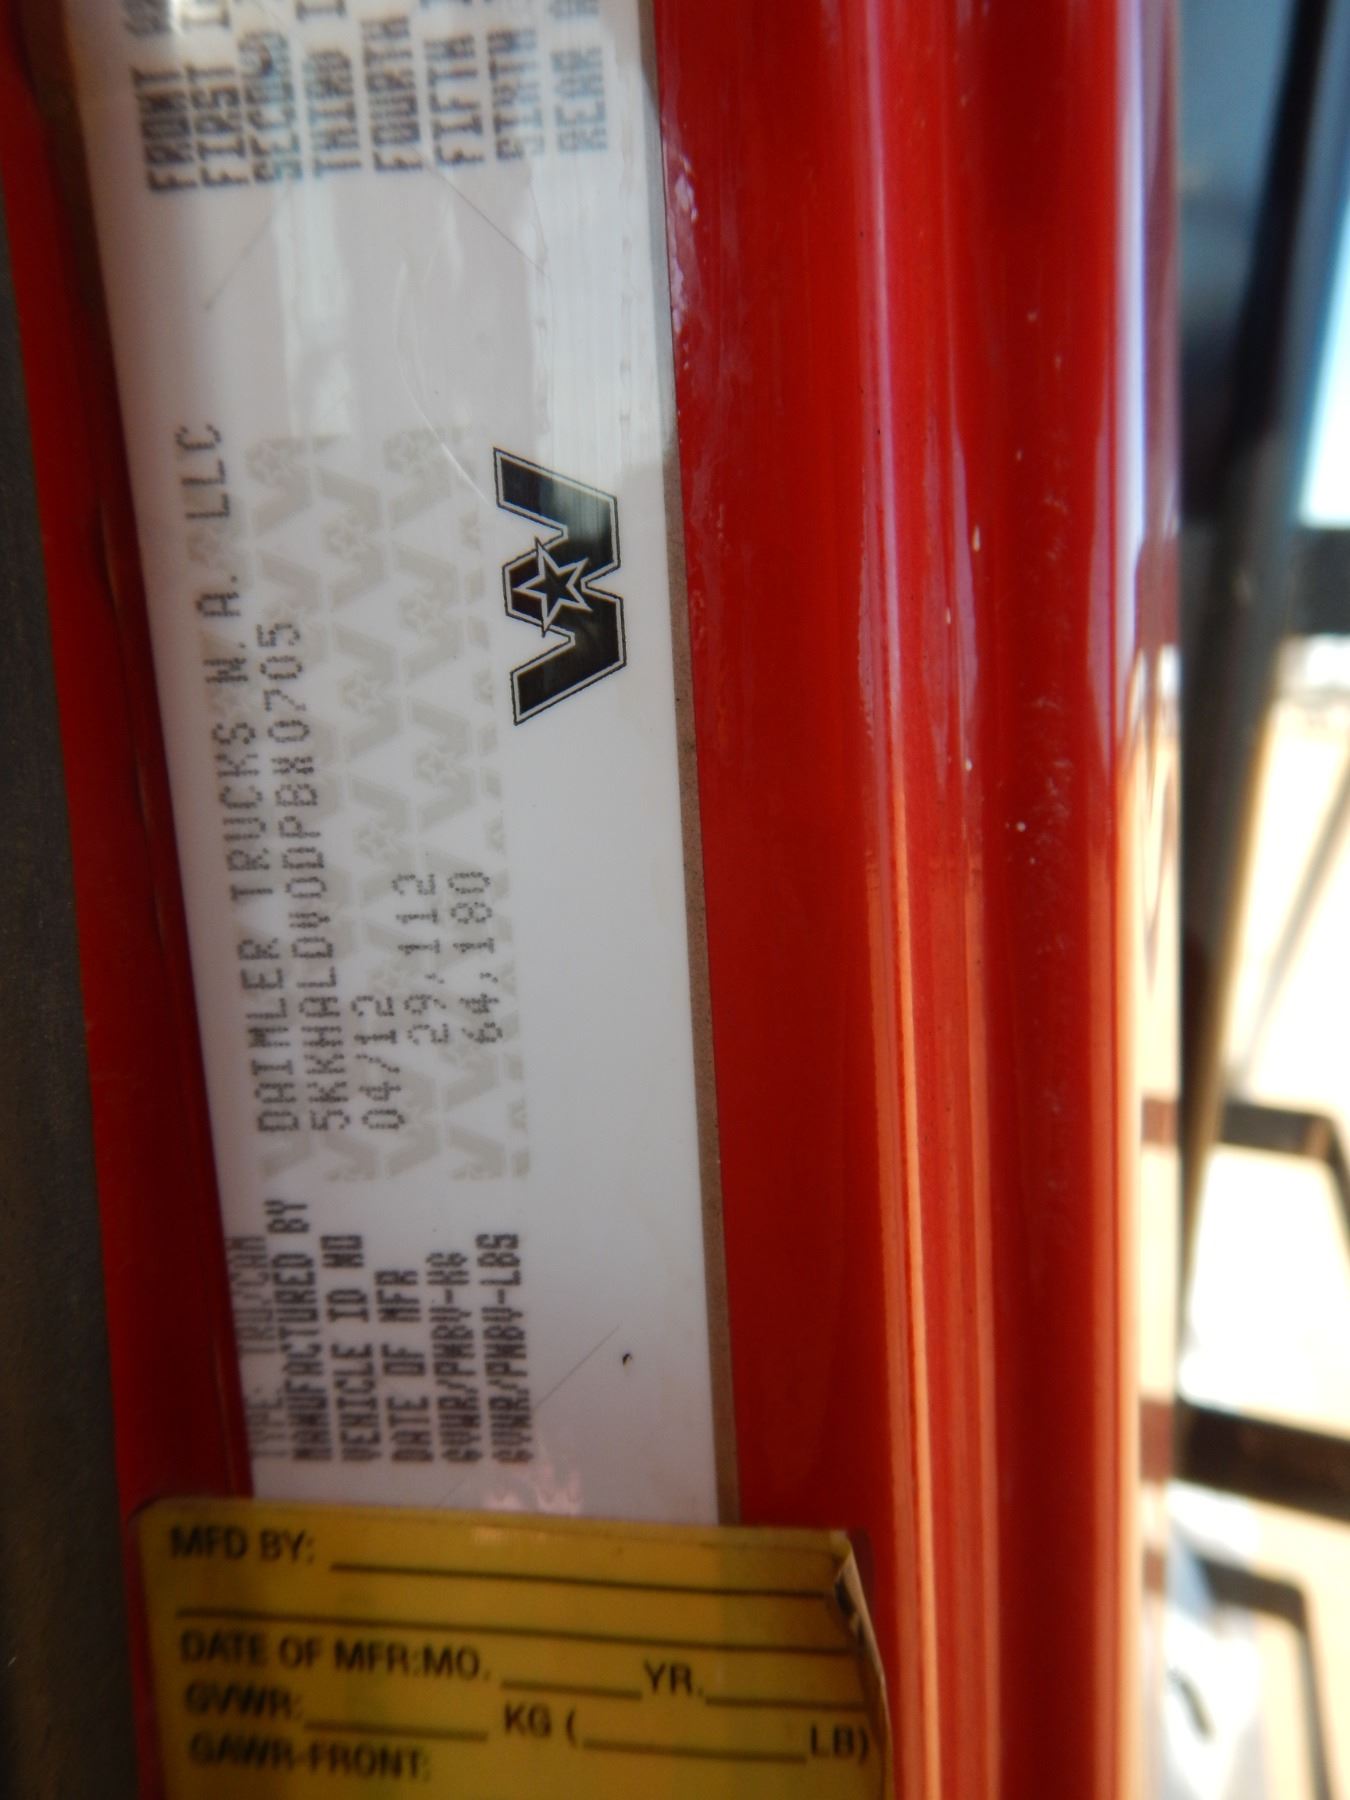 TYPE TRU/CAM
MANUFACTURED BY DAIMLER TRUCKS N.A. LLC
VEHICLE ID NO 5KKHALDV0DPBX0705
DATE OF MFR 04/12
GVWR/PNBV-KG 29,112
GVWR/PNBV-LBS 64,180
FRONT
FIRST
SECOND
THIRD
FOURTH
FIFTH
SIXTH
REAR
MFD BY:
DATE OF MFR:MO. YR.
GVWR: KG ( LB)
GAWR-FRONT: